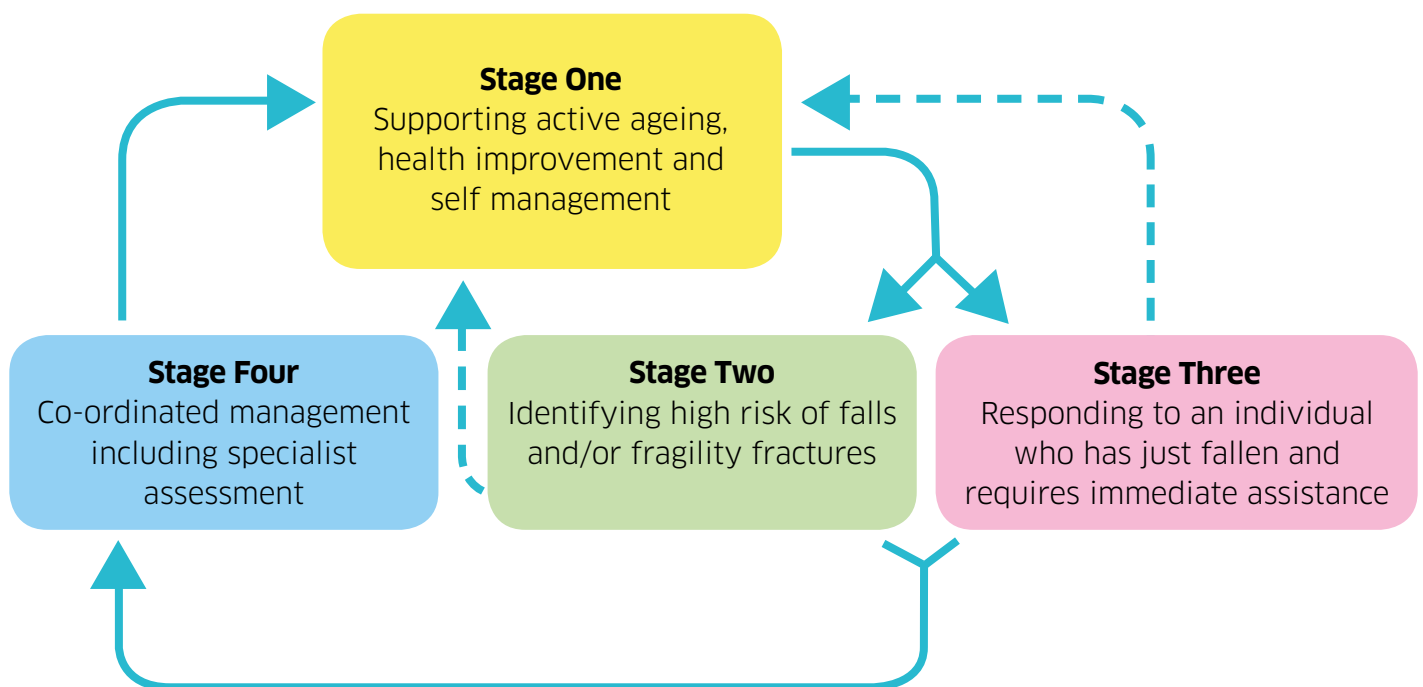 Stage One
Supporting active ageing,
health improvement and
self management
Stage Four
Co-ordinated management
including specialist
assessment
Stage Two
Identifying high risk of falls
and/or fragility fractures
Stage Three
Responding to an individual
who has just fallen and
requires immediate assistance